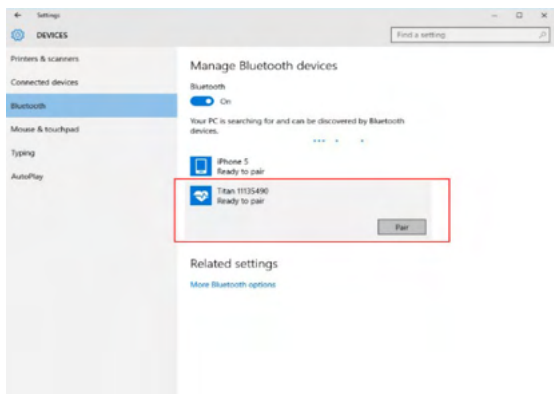 Settings
DEVICES
Find a setting
Printers & scanners
Connected devices
Bluetooth
Mouse & touchpad
Typing
AutoPlay
Manage Bluetooth devices
Bluetooth
On
Your PC is searching for and can be discovered by Bluetooth
devices.
iPhone 5
Ready to pair
Titan 11135490
Ready to pair
Pair
Related settings
More Bluetooth options